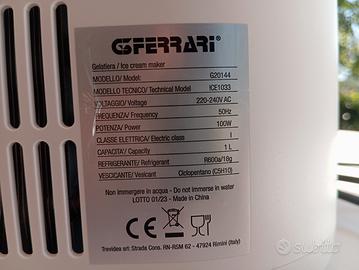 G3FERRARI®
Gelatiera / Ice cream maker
MODELLO/ Model: G20144
MODELLO TECNICO/ Technical Model ICE1033
VOLTAGGIO/ Voltage 220-240V AC
FREQUENZA/ Frequency 50Hz
POTENZA/ Power 100W
CLASSE ELETTRICA/ Electric class I
CAPACITA'/ Capacity 1 L
REFRIGERANTE/ Refrigerant R600a/18g
VESCICANTE/ Vesicant Ciclopentano (C5H10)
Non immergere in acqua - Do not immerse in water
LOTTO 01/23 - Made in China
CE
Trevidea srl Strada Cons. RN-RSM 62 - 47924 Rimini (Italy)
subito